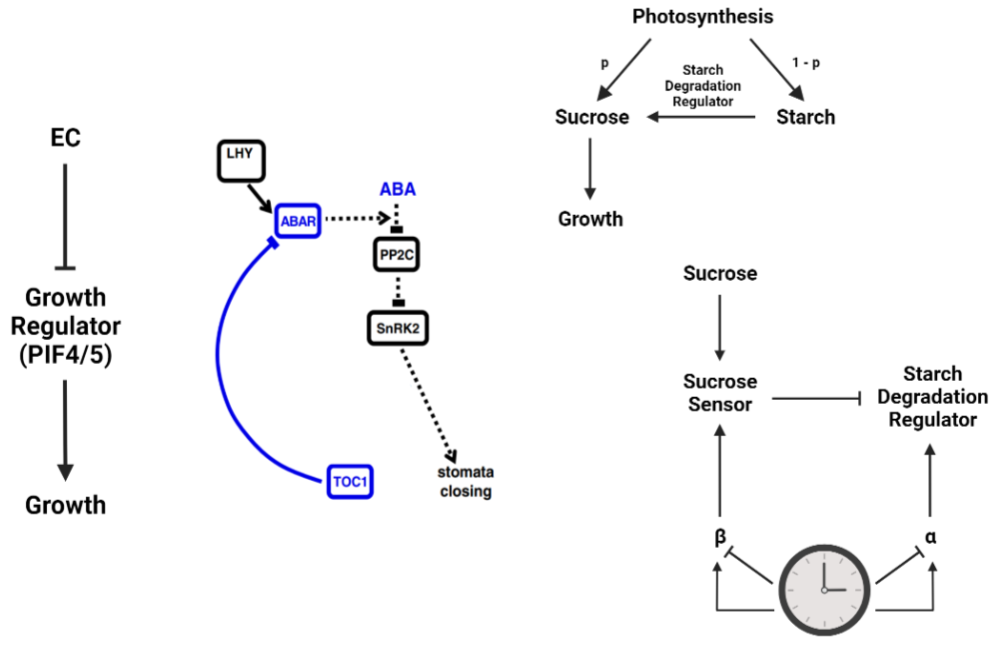 EC
Growth
Regulator
(PIF4/5)
Growth
LHY
ABAR
ABA
PP2C
SnRK2
stomata
closing
TOC1
Photosynthesis
p
1 - p
Starch
Degradation
Regulator
Sucrose
Starch
Growth
Sucrose
Sucrose
Sensor
Starch
Degradation
Regulator
β
α